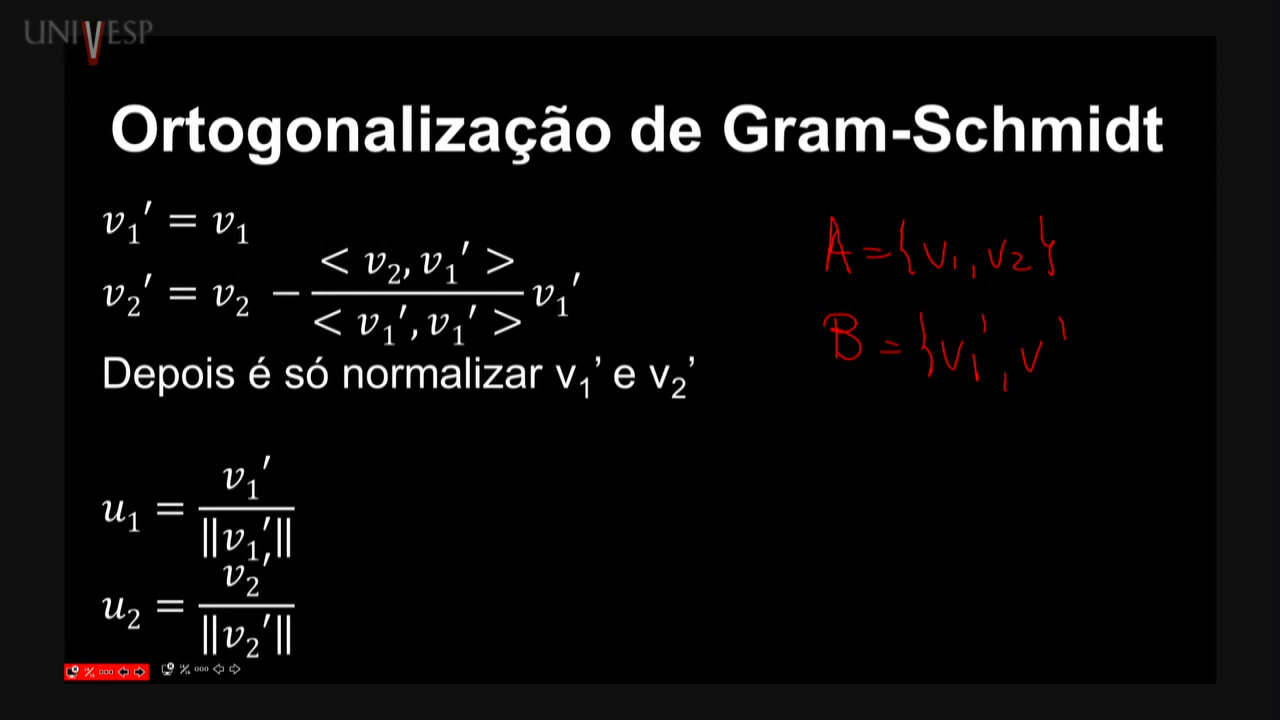 UNIVESP
Ortogonalização de Gram-Schmidt
v₁′ = v₁
v₂′ = v₂ − (< v₂, v₁′ > / < v₁′, v₁′ >) v₁′
Depois é só normalizar v₁’ e v₂’
u₁ = v₁′ / ||v₁′||
u₂ = v₂′ / ||v₂′||
A = {v₁, v₂}
B = {v₁′, v′